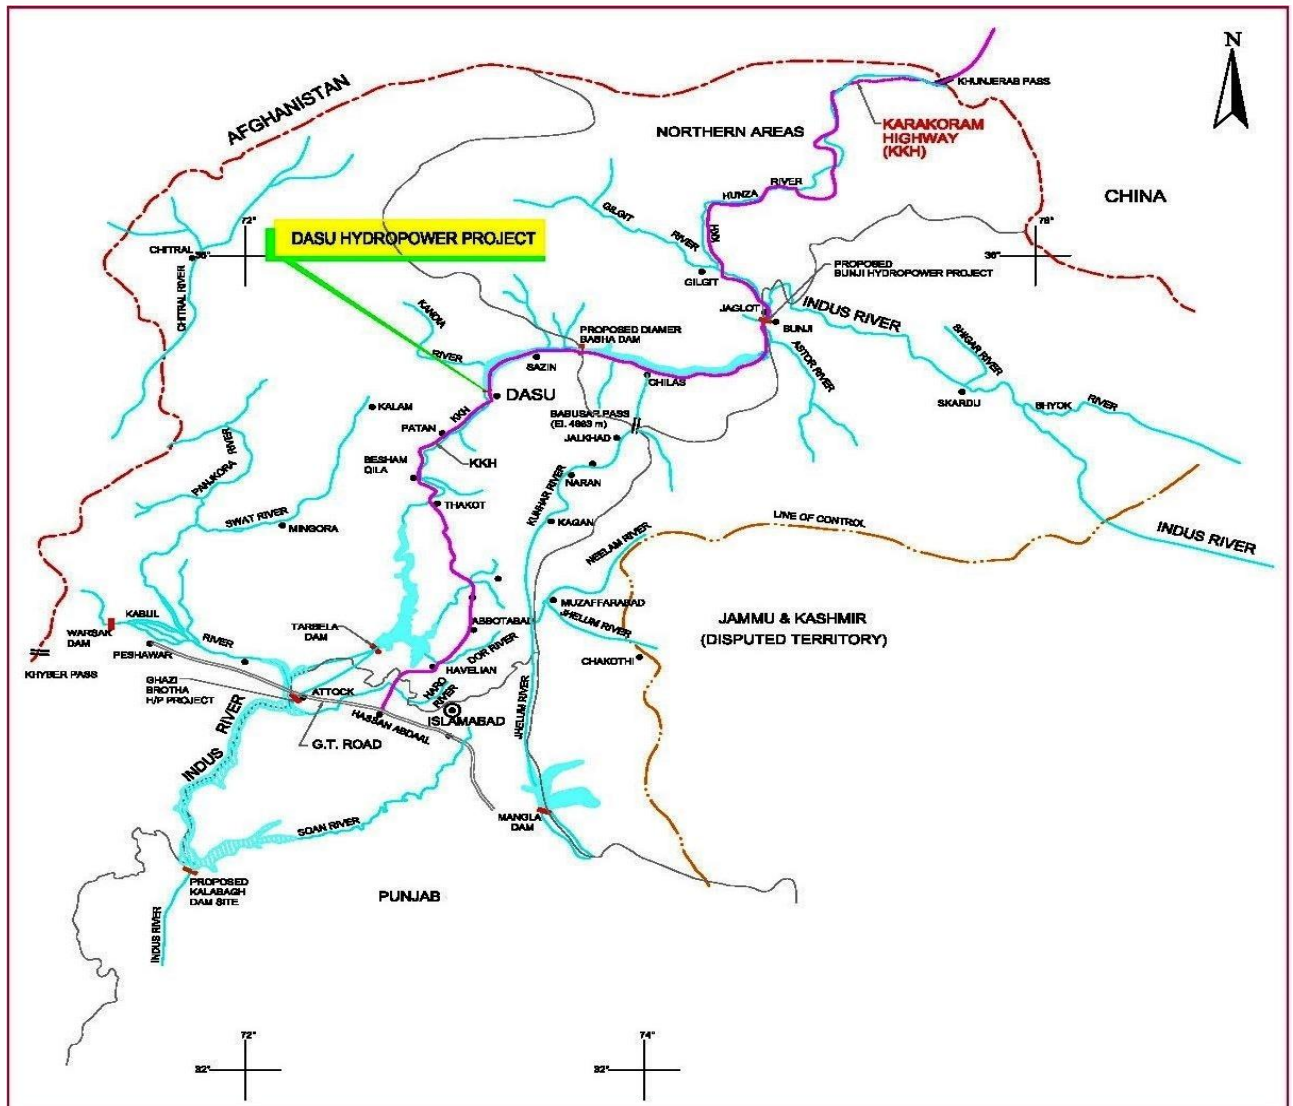 N
KHUNJERAB PASS
AFGHANISTAN
NORTHERN AREAS
KARAKORAM
HIGHWAY
(KKH)
CHINA
HUNZA
RIVER
GILGIT
RIVER
KKH
72°
36°
76°
36°
DASU HYDROPOWER PROJECT
CHITRAL
CHITRAL RIVER
GILGIT
PROPOSED
BUNJI HYDROPOWER PROJECT
JAGLOT
BUNJI
INDUS RIVER
KANDIA
RIVER
PROPOSED DIAMER
BASHA DAM
SAZIN
CHILAS
ASTOR RIVER
SHIGAR RIVER
SKARDU
SHYOK
RIVER
DASU
KALAM
KKH
PATAN
BABUSAR PASS
(El. 4663 m)
JALKHAD
KKH
BESHAM
QILA
NARAN
THAKOT
PANJKORA
RIVER
SWAT RIVER
MINGORA
KUNHAR RIVER
KAGAN
LINE OF CONTROL
INDUS RIVER
NEELAM RIVER
MUZAFFARABAD
JHELUM RIVER
CHAKOTHI
JAMMU & KASHMIR
(DISPUTED TERRITORY)
KABUL
RIVER
WARSAK
DAM
PESHAWAR
KHYBER PASS
TARBELA
DAM
ABBOTABAD
DOR RIVER
HAVELIAN
HARO
RIVER
GHAZI
BROTHA
H/P PROJECT
ATTOCK
HASSAN ABDAAL
ISLAMABAD
G.T. ROAD
INDUS RIVER
JHELUM RIVER
SOAN RIVER
MANGLA
DAM
PROPOSED
KALABAGH
DAM SITE
INDUS RIVER
PUNJAB
72°
32°
74°
32°